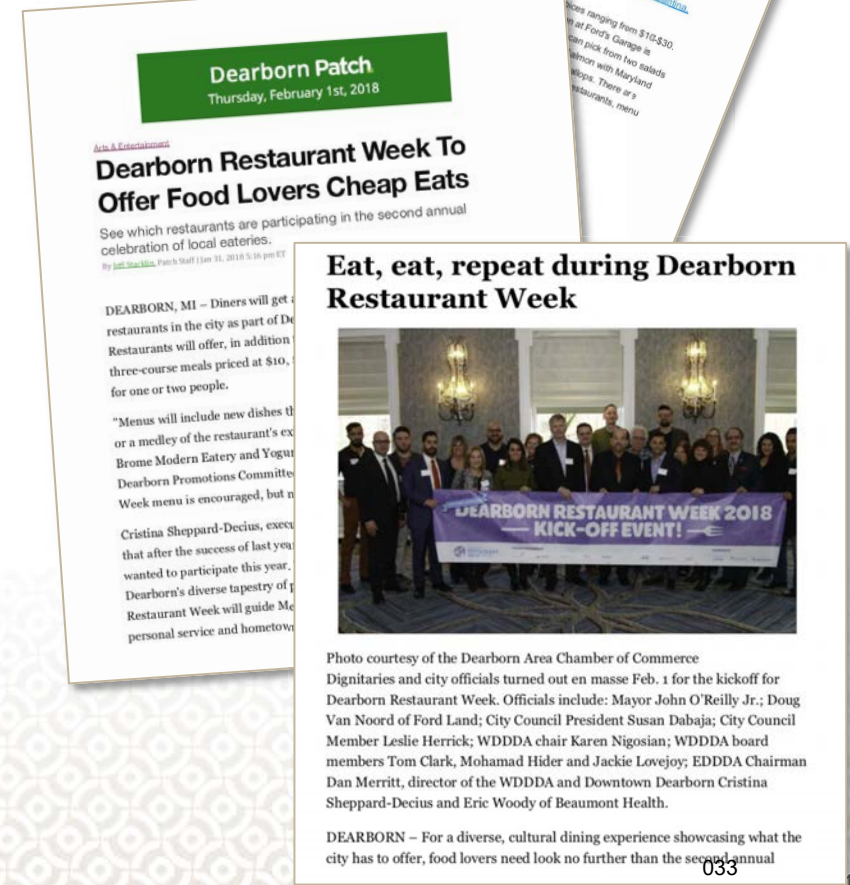 ices ranging from $10-$30.
n at Ford's Garage is
can pick from two salads
almon with Maryland
allops. There are
estaurants, menu
Dearborn Patch
Thursday, February 1st, 2018
Arts & Entertainment
Dearborn Restaurant Week To
Offer Food Lovers Cheap Eats
See which restaurants are participating in the second annual
celebration of local eateries.
By Joel Stocklin, Patch Staff | Jan 31, 2018 5:16 pm ET
DEARBORN, MI – Diners will get
restaurants in the city as part of De
Restaurants will offer, in addition
three-course meals priced at $10,
for one or two people.
"Menus will include new dishes th
or a medley of the restaurant's ex
Brome Modern Eatery and Yogur
Dearborn Promotions Committe
Week menu is encouraged, but n
Cristina Sheppard-Decius, execu
that after the success of last yea
wanted to participate this year.
Dearborn's diverse tapestry of p
Restaurant Week will guide Me
personal service and hometow
Eat, eat, repeat during Dearborn
Restaurant Week
DEARBORN RESTAURANT WEEK 2018
KICK-OFF EVENT!
Photo courtesy of the Dearborn Area Chamber of Commerce
Dignitaries and city officials turned out en masse Feb. 1 for the kickoff for
Dearborn Restaurant Week. Officials include: Mayor John O'Reilly Jr.; Doug
Van Noord of Ford Land; City Council President Susan Dabaja; City Council
Member Leslie Herrick; WDDDA chair Karen Nigosian; WDDDA board
members Tom Clark, Mohamad Hider and Jackie Lovejoy; EDDDA Chairman
Dan Merritt, director of the WDDDA and Downtown Dearborn Cristina
Sheppard-Decius and Eric Woody of Beaumont Health.
DEARBORN – For a diverse, cultural dining experience showcasing what the
city has to offer, food lovers need look no further than the second annual
033